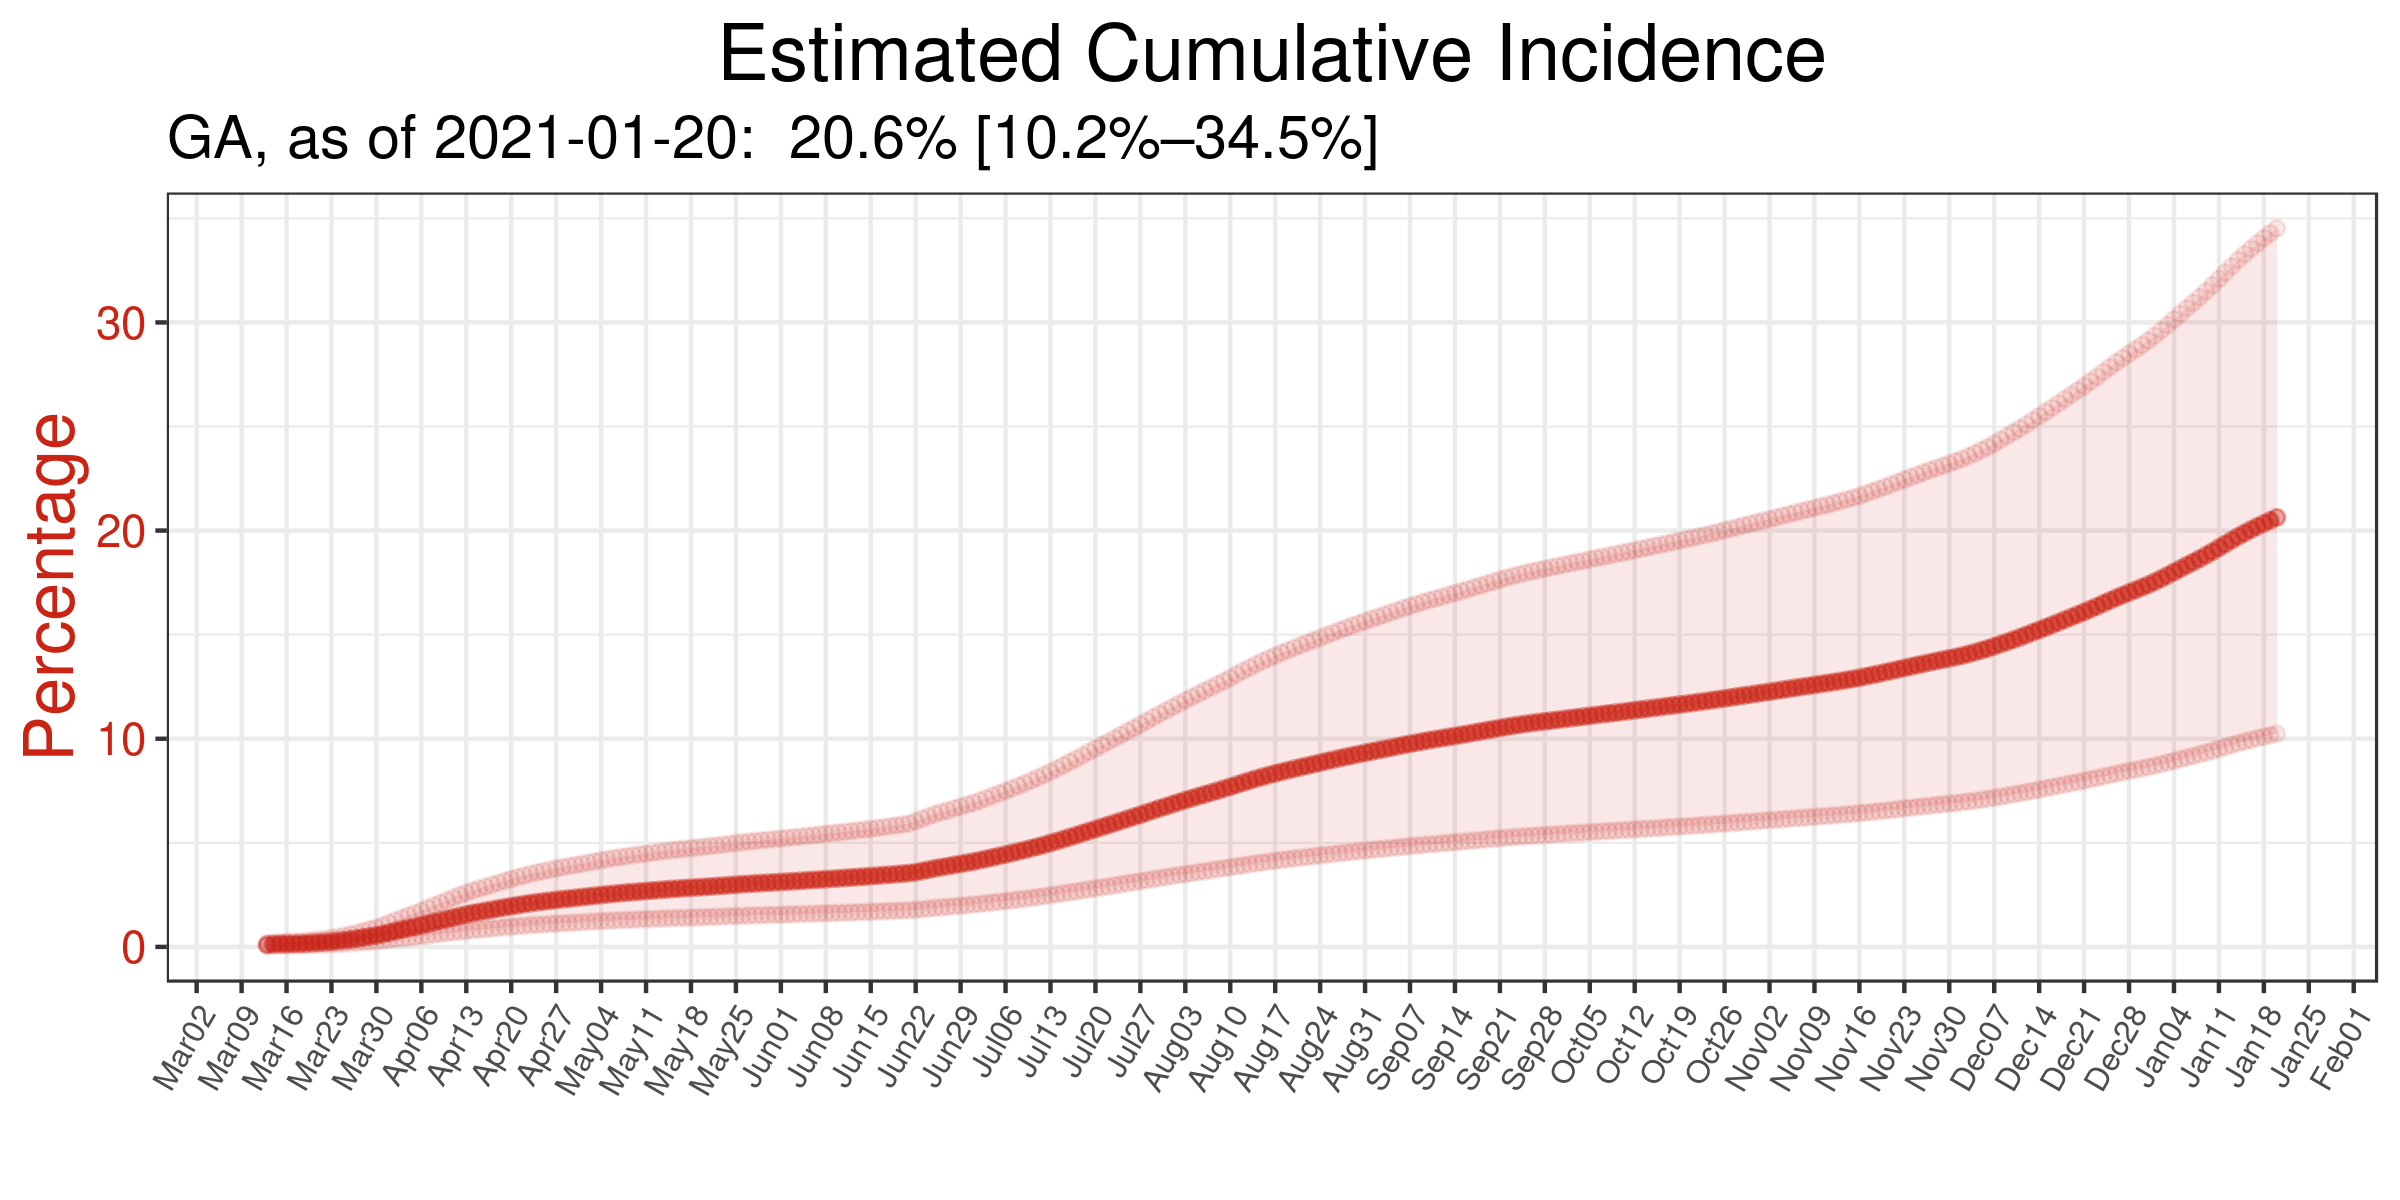 Estimated Cumulative Incidence
GA, as of 2021-01-20:  20.6% [10.2%–34.5%]
Percentage
30
20
10
0
Mar02
Mar09
Mar16
Mar23
Mar30
Apr06
Apr13
Apr20
Apr27
May04
May11
May18
May25
Jun01
Jun08
Jun15
Jun22
Jun29
Jul06
Jul13
Jul20
Jul27
Aug03
Aug10
Aug17
Aug24
Aug31
Sep07
Sep14
Sep21
Sep28
Oct05
Oct12
Oct19
Oct26
Nov02
Nov09
Nov16
Nov23
Nov30
Dec07
Dec14
Dec21
Dec28
Jan04
Jan11
Jan18
Jan25
Feb01